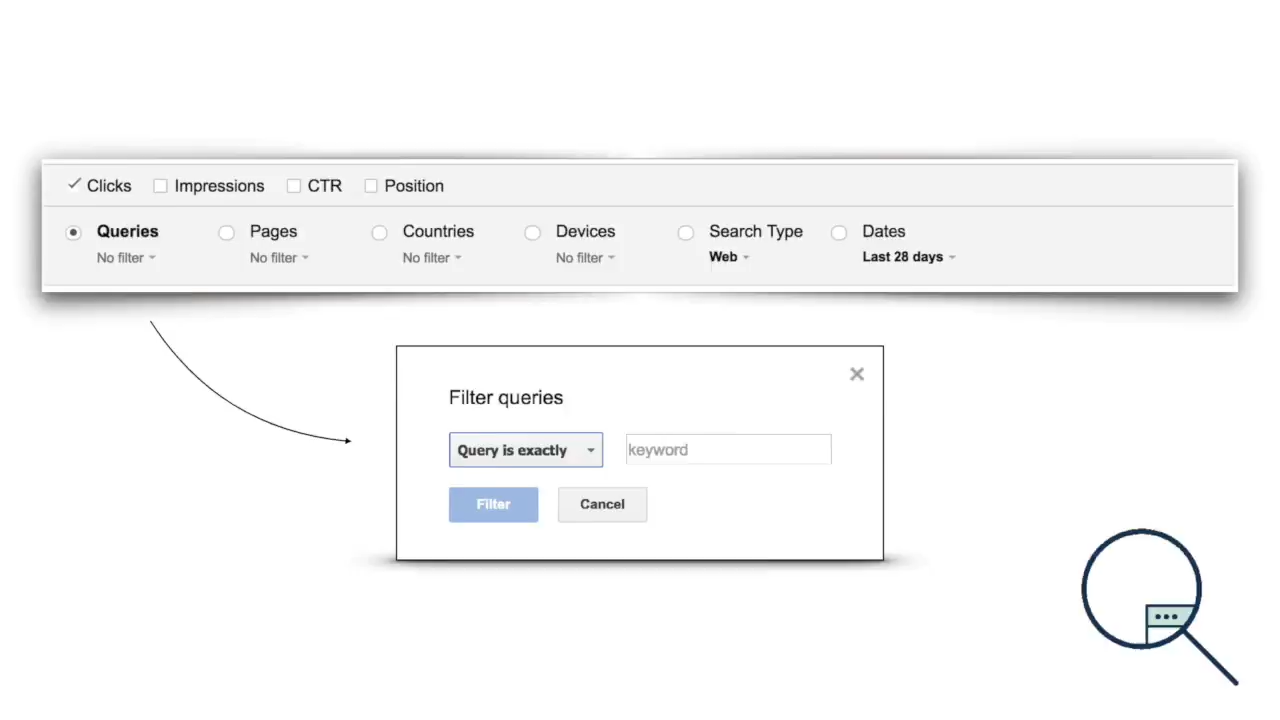 Clicks Impressions CTR Position
Queries Pages Countries Devices Search Type Dates
No filter No filter No filter No filter Web Last 28 days
Filter queries
Query is exactly keyword
Filter Cancel